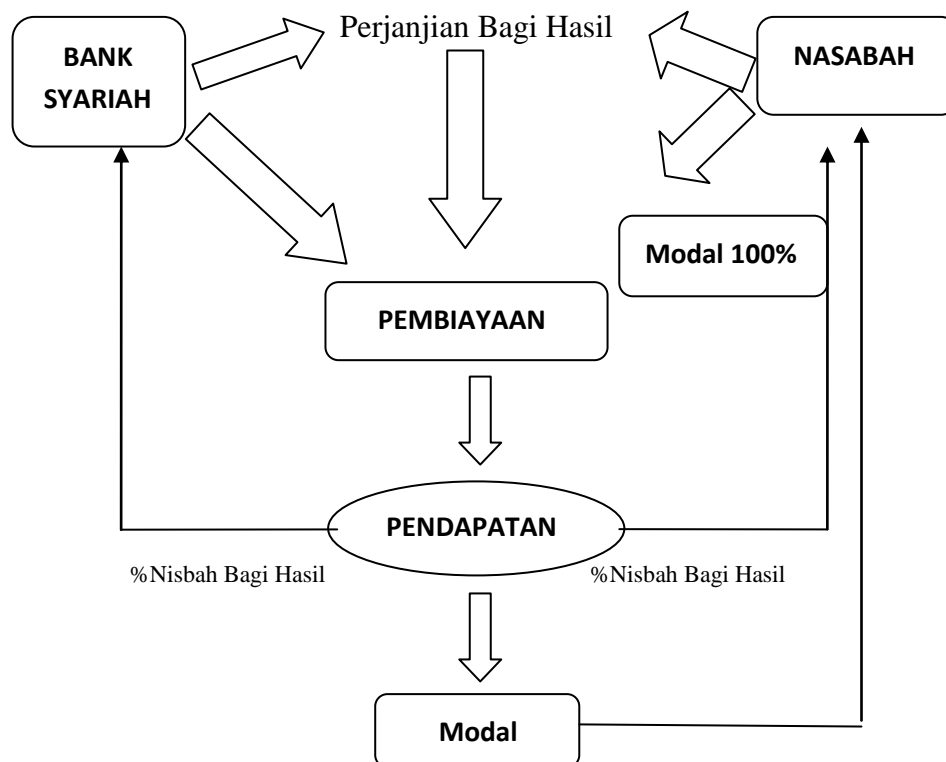 Perjanjian Bagi Hasil
BANK
SYARIAH
NASABAH
Modal 100%
PEMBIAYAAN
PENDAPATAN
%Nisbah Bagi Hasil
%Nisbah Bagi Hasil
Modal